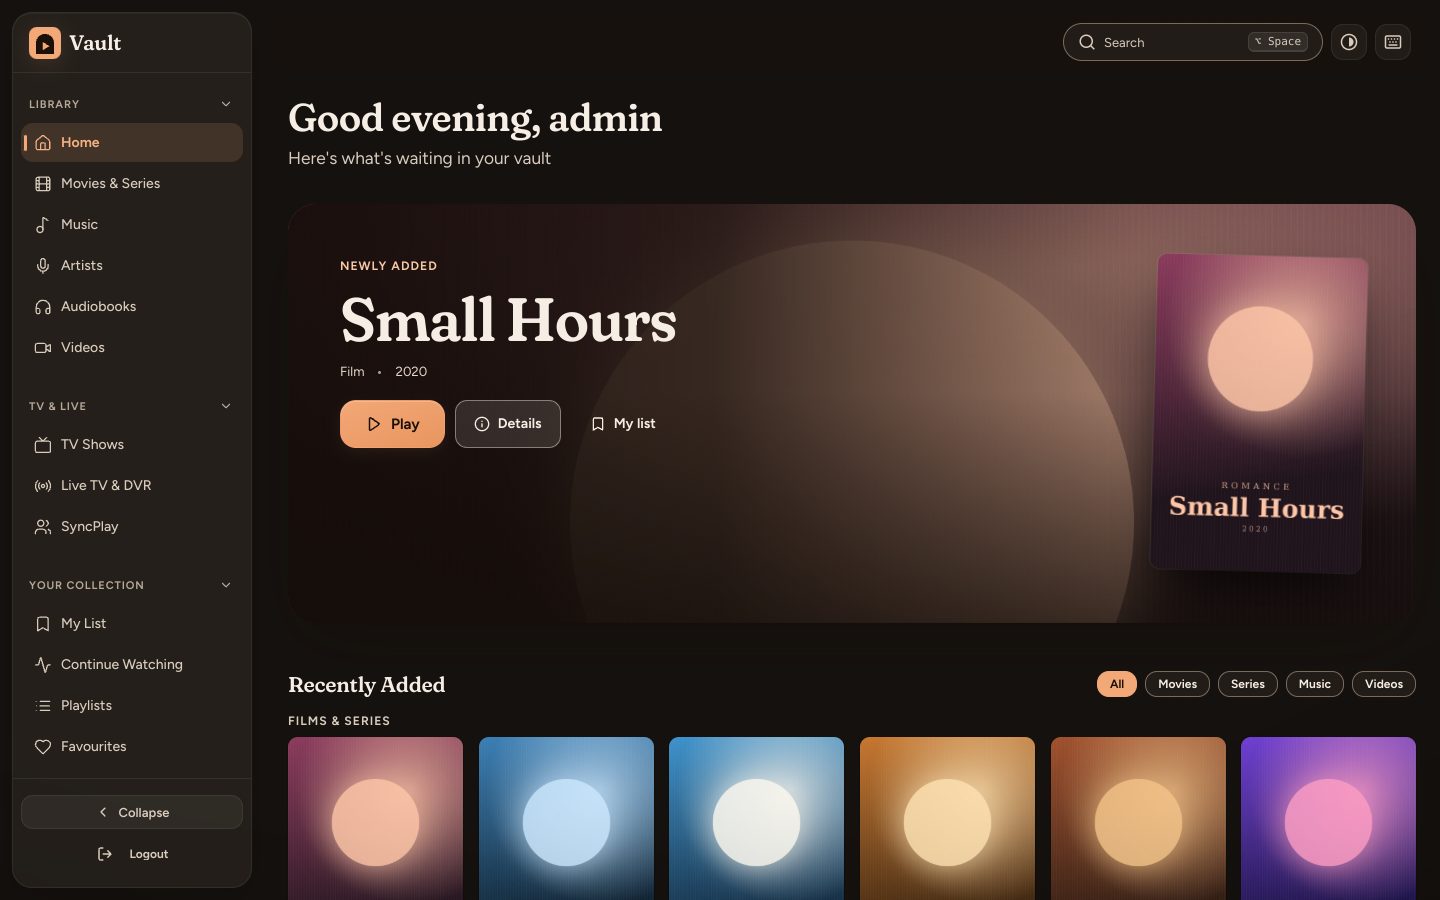 Vault
Search
⌥ Space
LIBRARY
Home
Movies & Series
Music
Artists
Audiobooks
Videos
TV & LIVE
TV Shows
Live TV & DVR
SyncPlay
YOUR COLLECTION
My List
Continue Watching
Playlists
Favourites
Collapse
Logout
Good evening, admin
Here's what's waiting in your vault
NEWLY ADDED
Small Hours
Film • 2020
Play
Details
My list
ROMANCE
Small Hours
2020
Recently Added
All
Movies
Series
Music
Videos
FILMS & SERIES